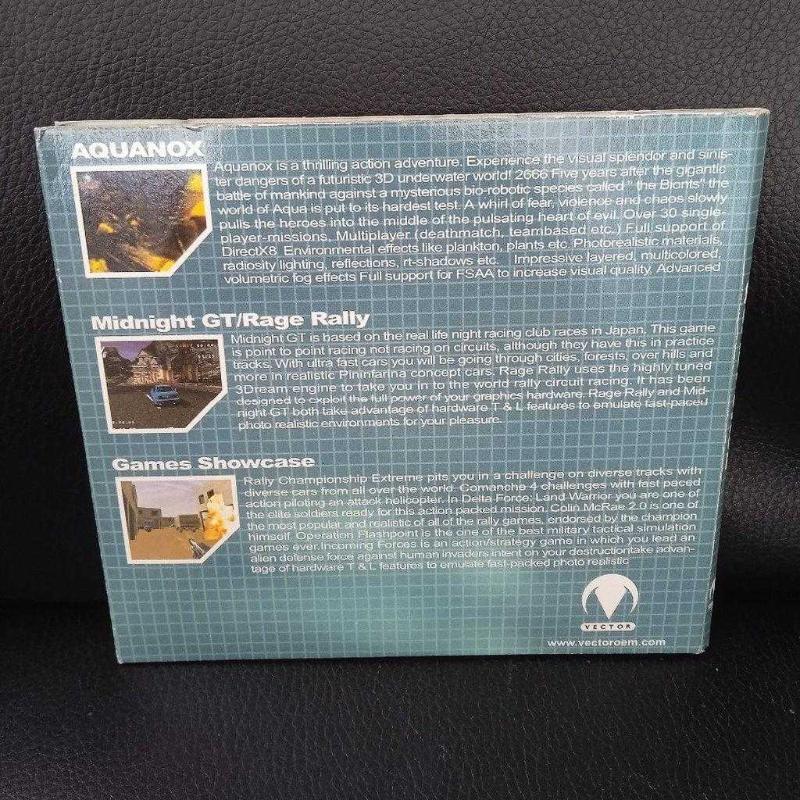 AQUANOX
Aquanox is a thrilling action adventure. Experience the visual splendor and sinis-
ter dangers of a futuristic 3D underwater world! 2666 Five years after the gigantic
battle of mankind against a mysterious bio-robotic species called " the Bionts" the
world of Aqua is put to its hardest test. A whirl of fear, violence and chaos slowly
pulls the heroes into the middle of the pulsating heart of evil. Over 30 single-
player-missions, Multiplayer (deathmatch, teambased etc.) Full support of
DirectX8, Environmental effects like plankton, plants etc. Photorealistic materials,
radiosity lighting, reflections, rt-shadows etc. Impressive layered, multicolored,
volumetric fog effects Full support for FSAA to increase visual quality. Advanced
Midnight GT/Rage Rally
Midnight GT is based on the real life night racing club races in Japan, This game
is point to point racing not racing on circuits, although they have this in practice
tracks. With ultra fast cars you will be going through cities, forests, over hills and
more in realistic Pininfarina concept cars. Rage Rally uses the highly tuned
3Dream engine to take you in to the world rally circuit racing. It has been
designed to exploit the full power of your graphics hardware. Rage Rally and Mid-
night GT both take advantage of hardware T & L features to emulate fast-paced
photo realistic environments for your pleasure.
Games Showcase
Rally Championship Extreme pits you in a challenge on diverse tracks with
diverse cars from all over the world. Comanche 4 challenges with fast paced
action piloting an attack helicopter. In Delta Force: Land Warrior you are one of
the elite soldiers ready for this action packed mission. Colin McRae 2.0 is one of
the most popular and realistic of all of the rally games, endorsed by the champion
himself. Operation Flashpoint is the one of the best military tactical simulation
games ever.Incoming Forces is an action/strategy game in which you lead an
alien defense force against human invaders intent on your destructiontake advan-
tage of hardware T & L features to emulate fast-packed photo realistic
VECTOR
www.vectoroem.com